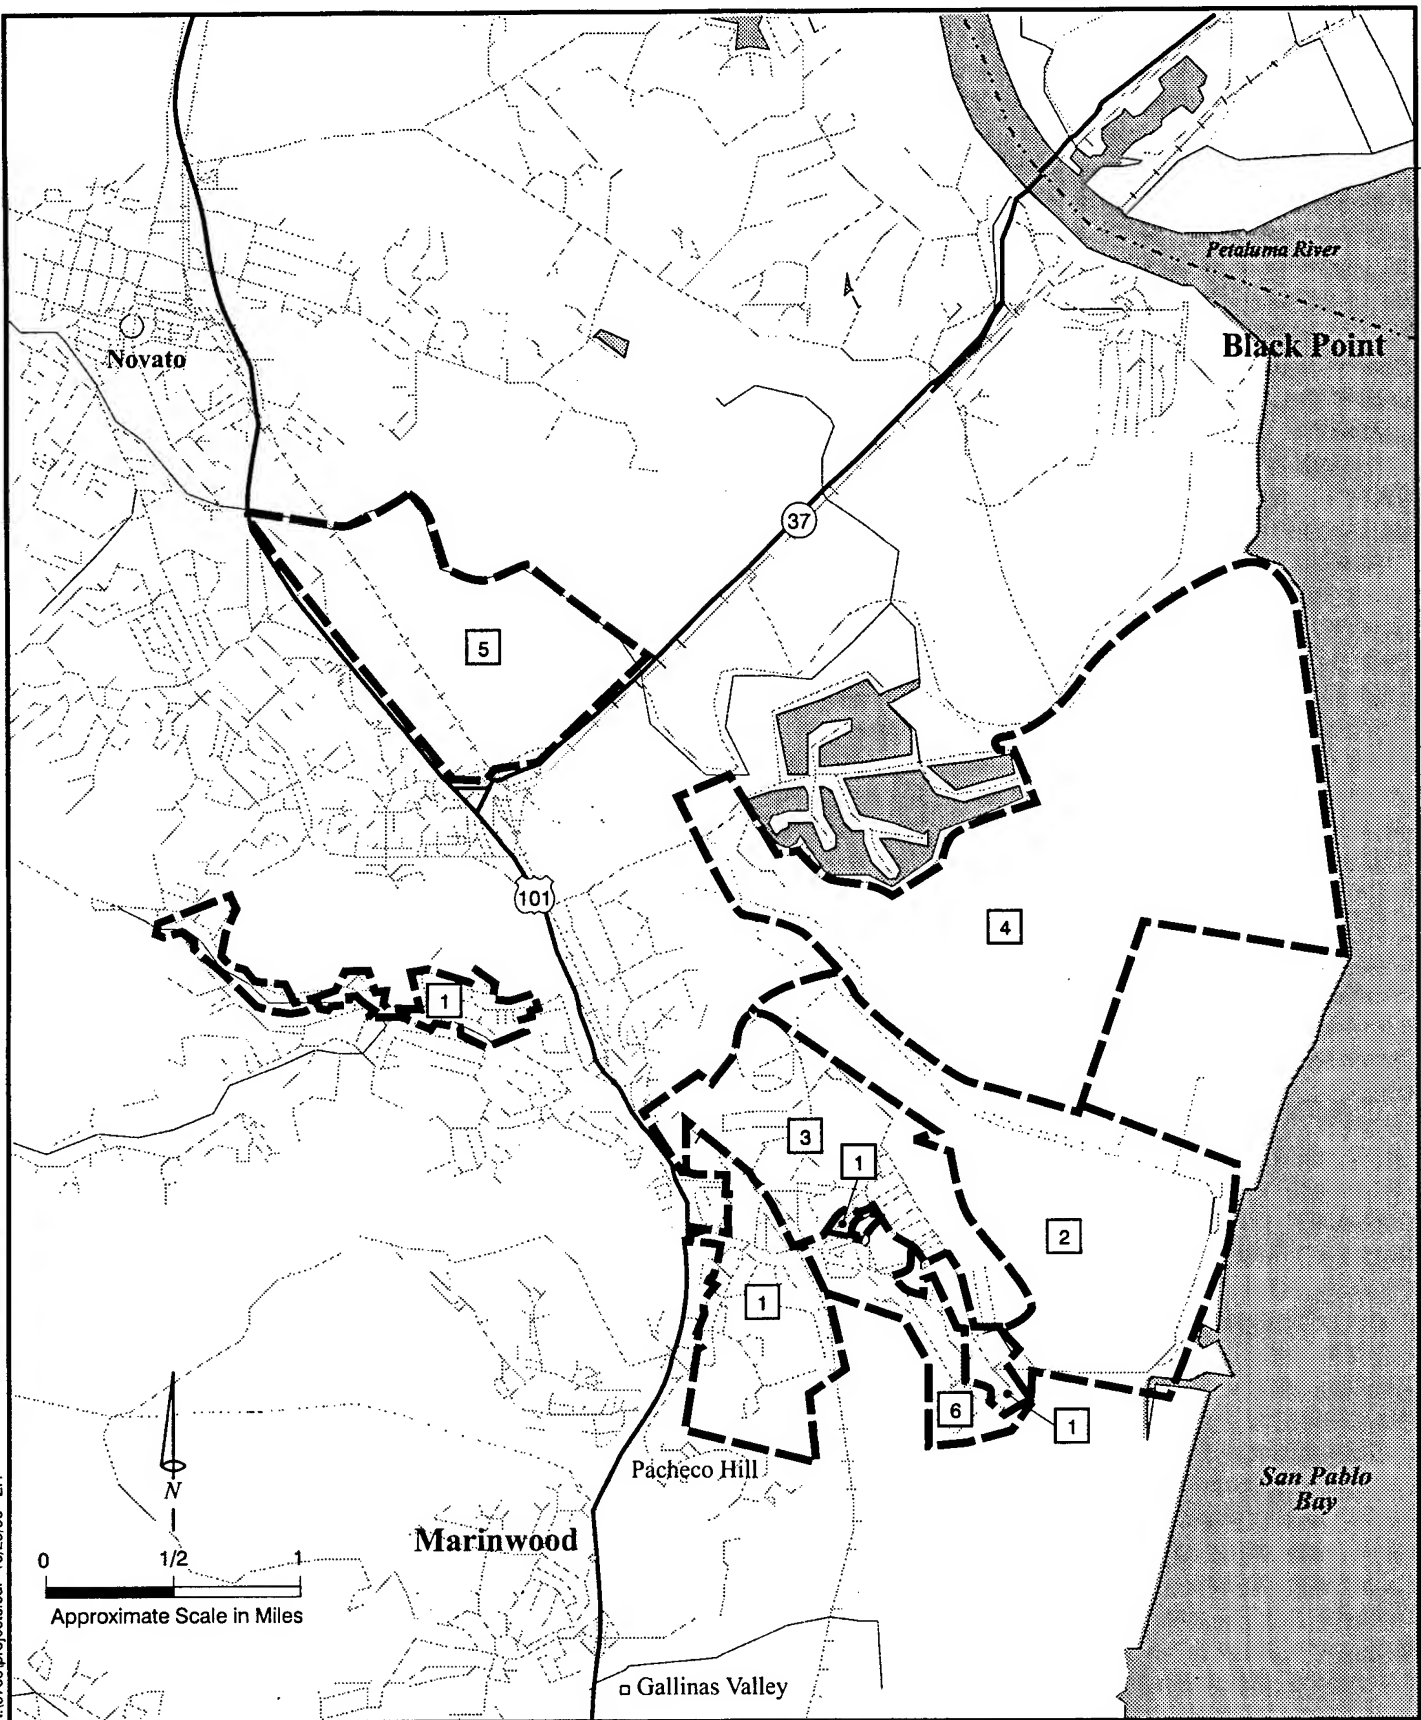 Petaluma River
Black Point
Novato
37
5
101
4
1
3
1
2
1
6
1
Pacheco Hill
San Pablo
Bay
N
Marinwood
0 1/2 1
Approximate Scale in Miles
Gallinas Valley